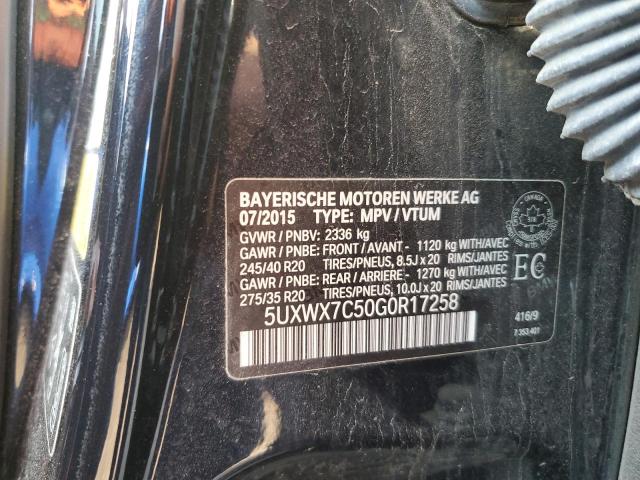 BAYERISCHE MOTOREN WERKE AG
07/2015 TYPE: MPV / VTUM
GVWR / PNBV: 2336 kg
GAWR / PNBE: FRONT / AVANT - 1120 kg WITH/AVEC
245/40 R20 TIRES/PNEUS, 8.5J x 20 RIMS/JANTES
GAWR / PNBE: REAR / ARRIERE - 1270 kg WITH/AVEC
275/35 R20 TIRES/PNEUS, 10.0J x 20 RIMS/JANTES
EC
5UXWX7C50G0R17258
416/9
7 353.401
CANADA